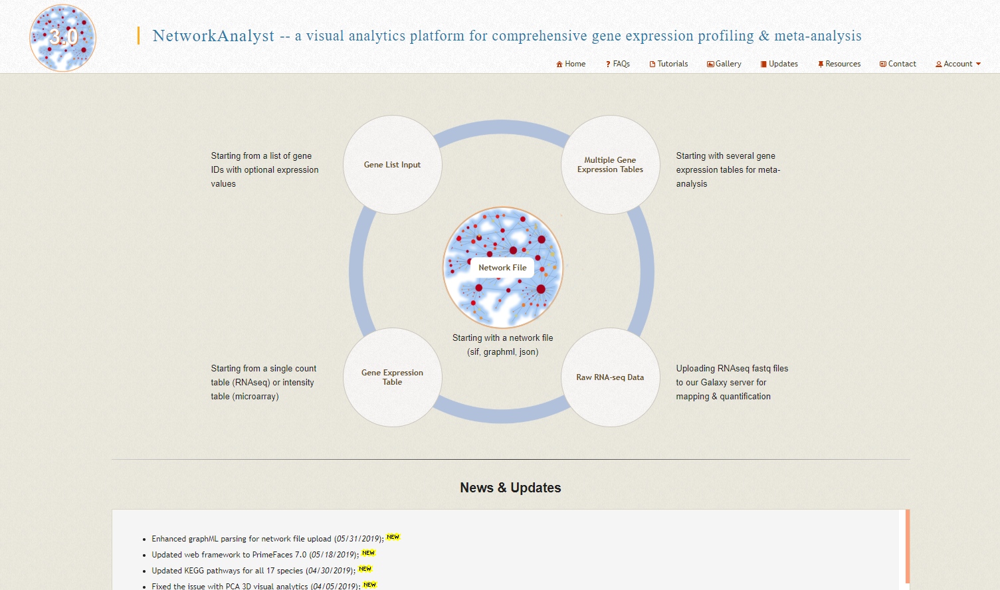 3.0
NetworkAnalyst -- a visual analytics platform for comprehensive gene expression profiling & meta-analysis
Home
? FAQs
Tutorials
Gallery
Updates
Resources
Contact
Account
Starting from a list of gene
IDs with optional expression
values
Gene List Input
Multiple Gene
Expression Tables
Starting with several gene
expression tables for meta-
analysis
Network File
Starting with a network file
(sif, graphml, json)
Starting from a single count
table (RNAseq) or intensity
table (microarray)
Gene Expression
Table
Raw RNA-seq Data
Uploading RNAseq fastq files
to our Galaxy server for
mapping & quantification
News & Updates
• Enhanced graphML parsing for network file upload (05/31/2019); NEW
• Updated web framework to PrimeFaces 7.0 (05/18/2019); NEW
• Updated KEGG pathways for all 17 species (04/30/2019); NEW
• Fixed the issue with PCA 3D visual analytics (04/05/2019); NEW